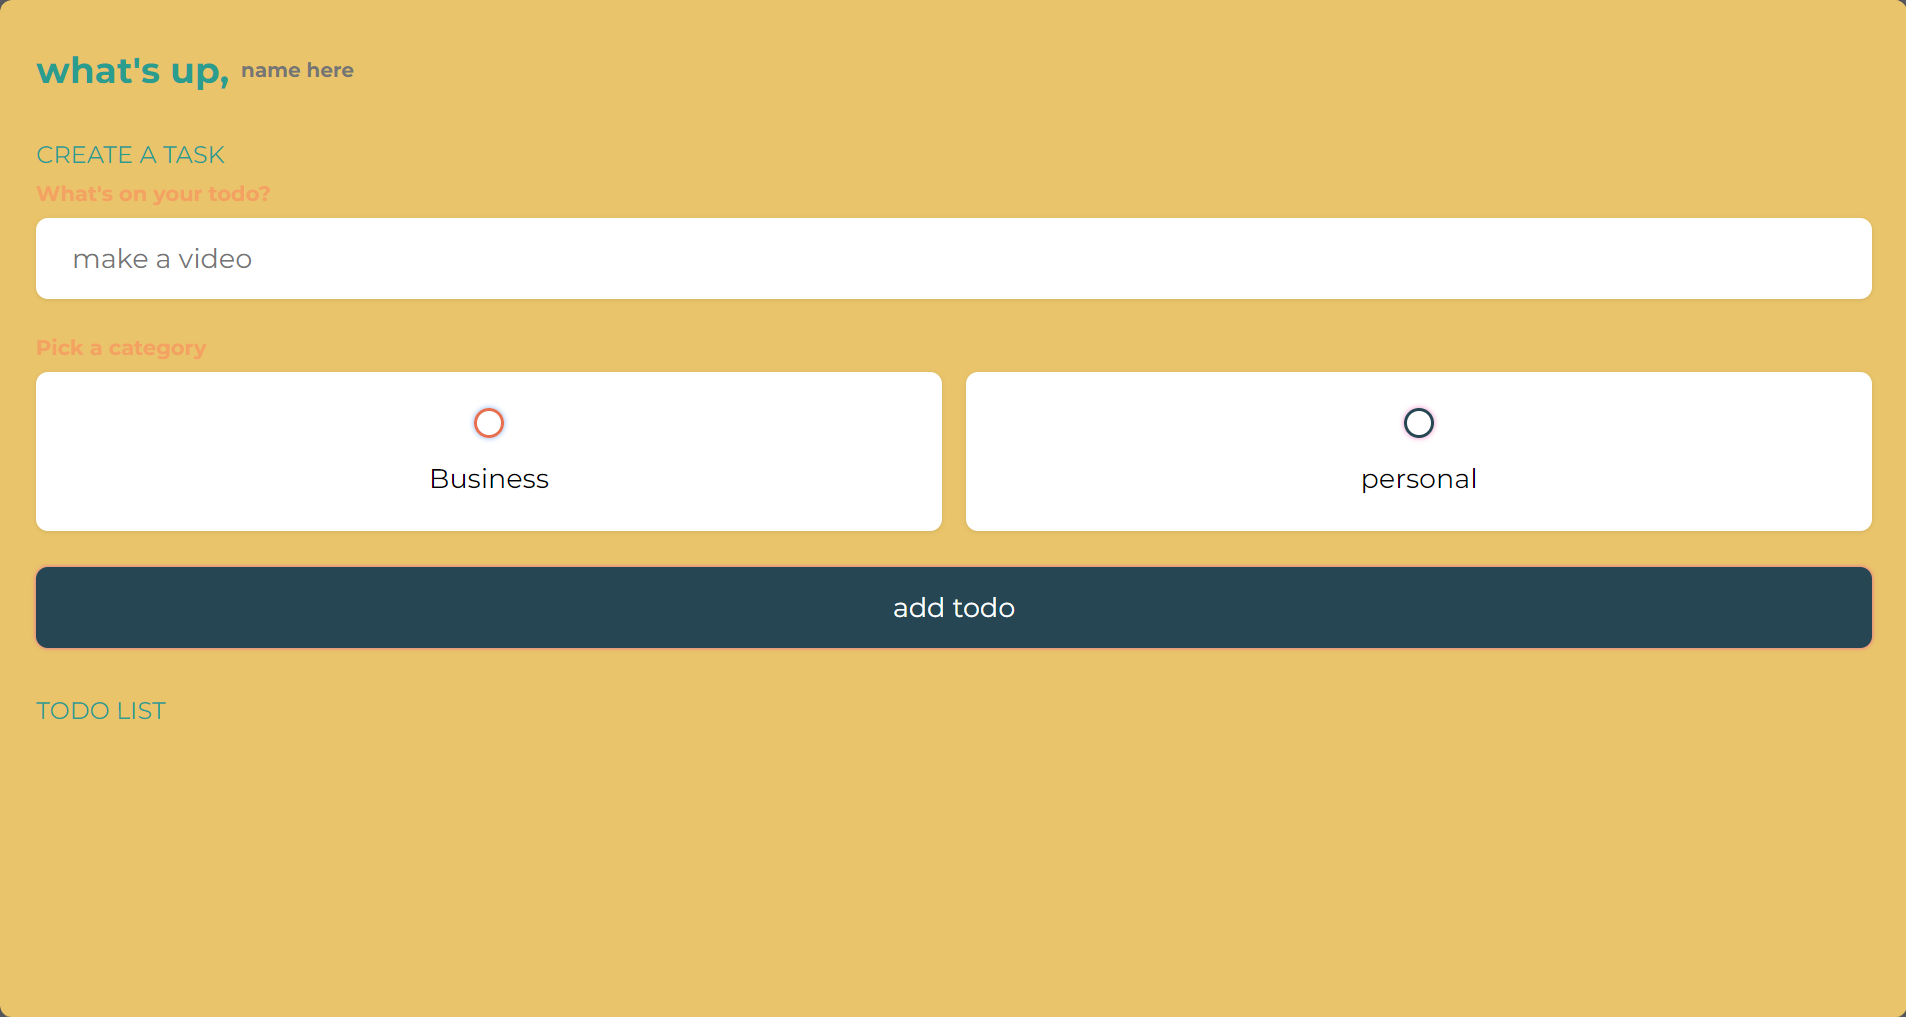 what's up, name here
CREATE A TASK
What's on your todo?
make a video
Pick a category
Business
personal
add todo
TODO LIST